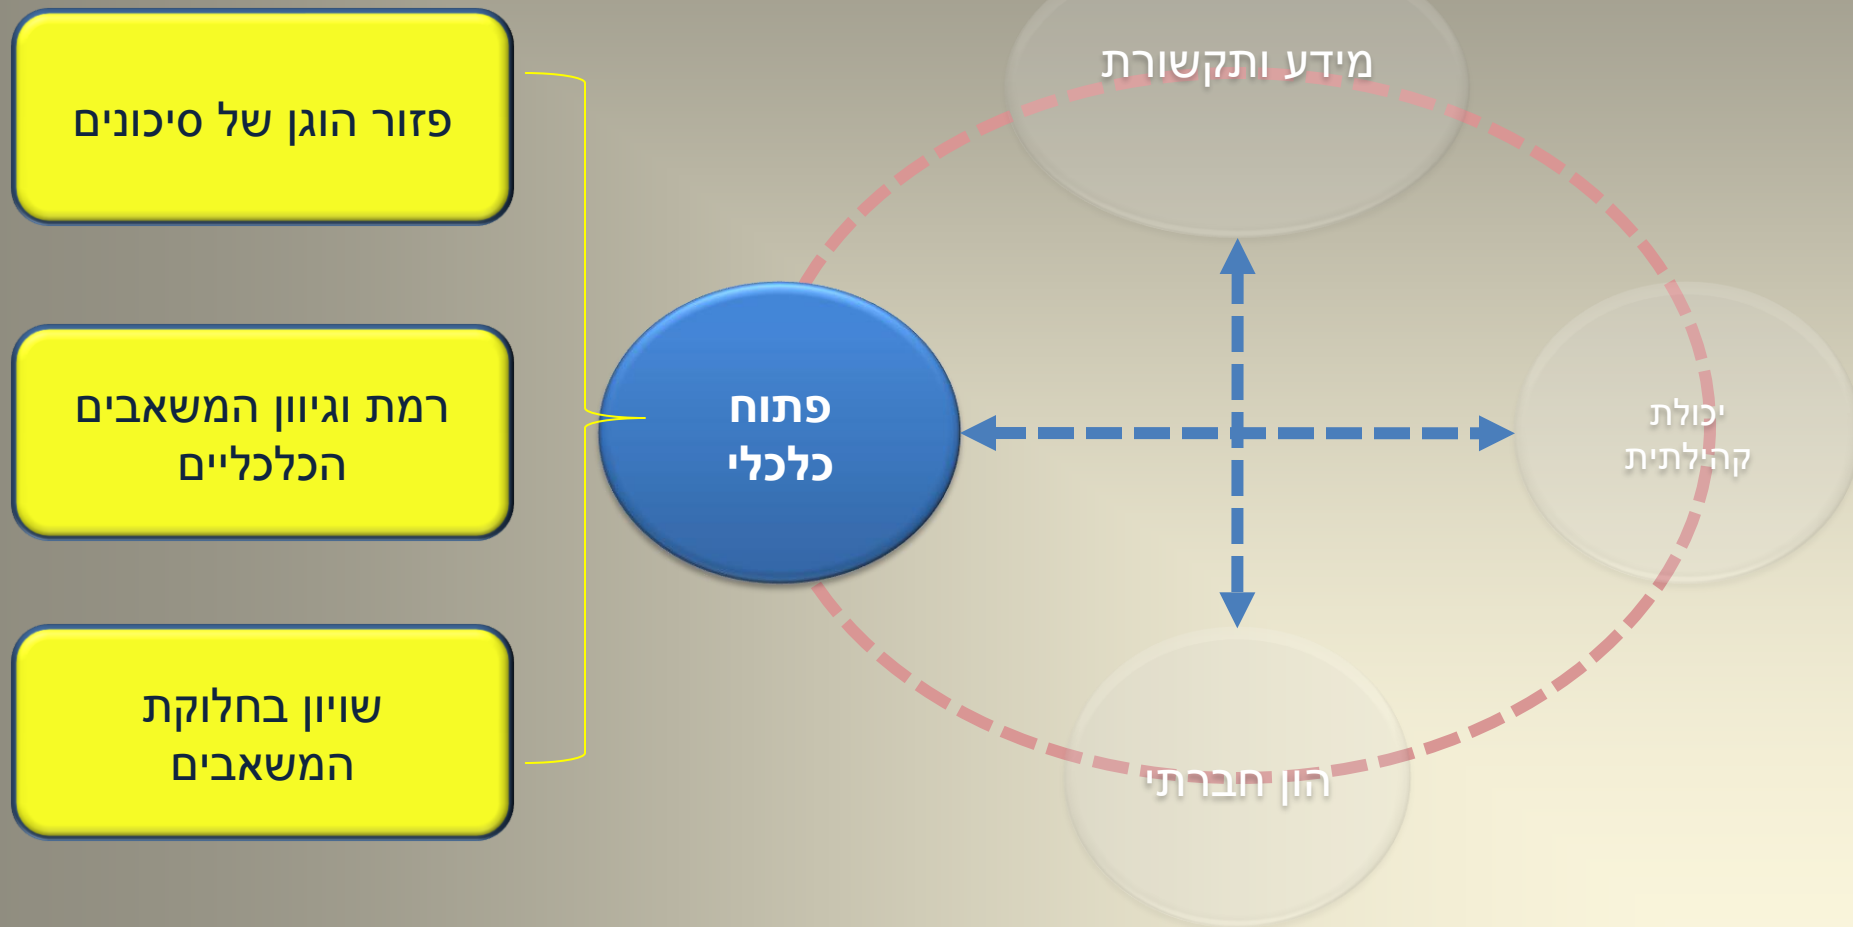 מידע ותקשורת
פזור הוגן של סיכונים
רמת וגיוון המשאבים
הכלכליים
שויון בחלוקת
המשאבים
פתוח
כלכלי
יכולת
קהילתית
הון חברתי